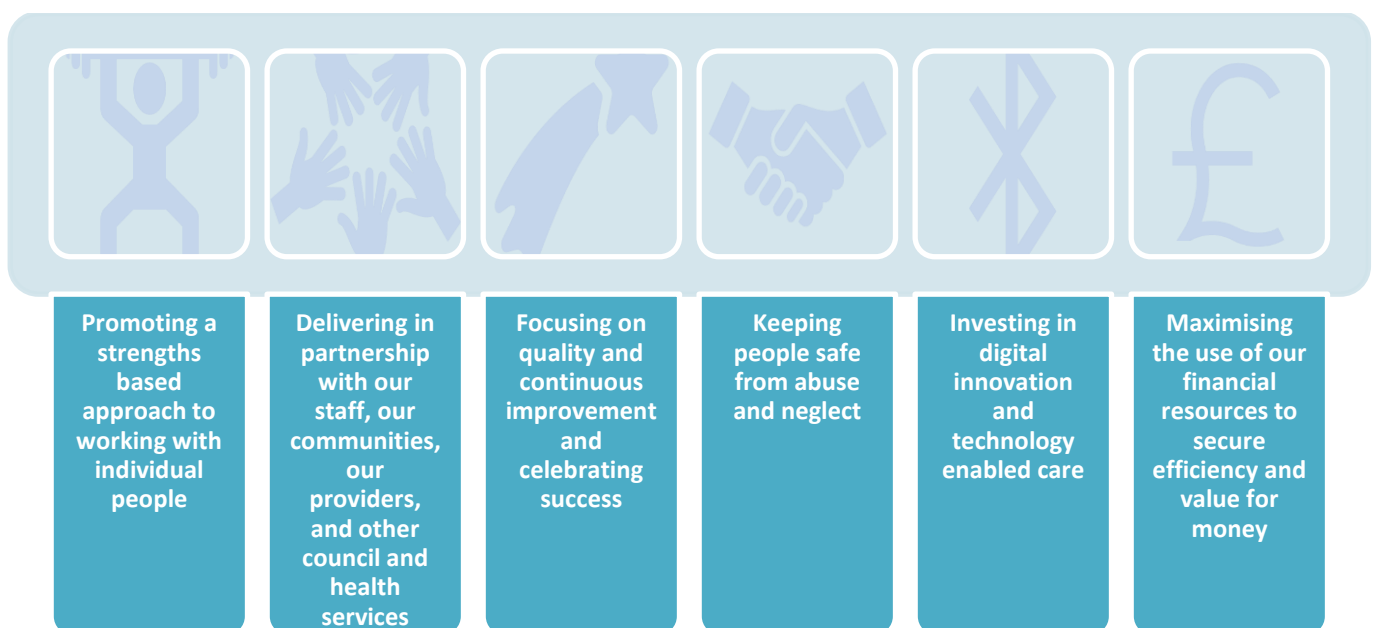 Promoting a
strengths
based
approach to
working with
individual
people
Delivering in
partnership
with our
staff, our
communities,
our
providers,
and other
council and
health
services
Focusing on
quality and
continuous
improvement
and
celebrating
success
Keeping
people safe
from abuse
and neglect
Investing in
digital
innovation
and
technology
enabled care
Maximising
the use of our
financial
resources to
secure
efficiency and
value for
money